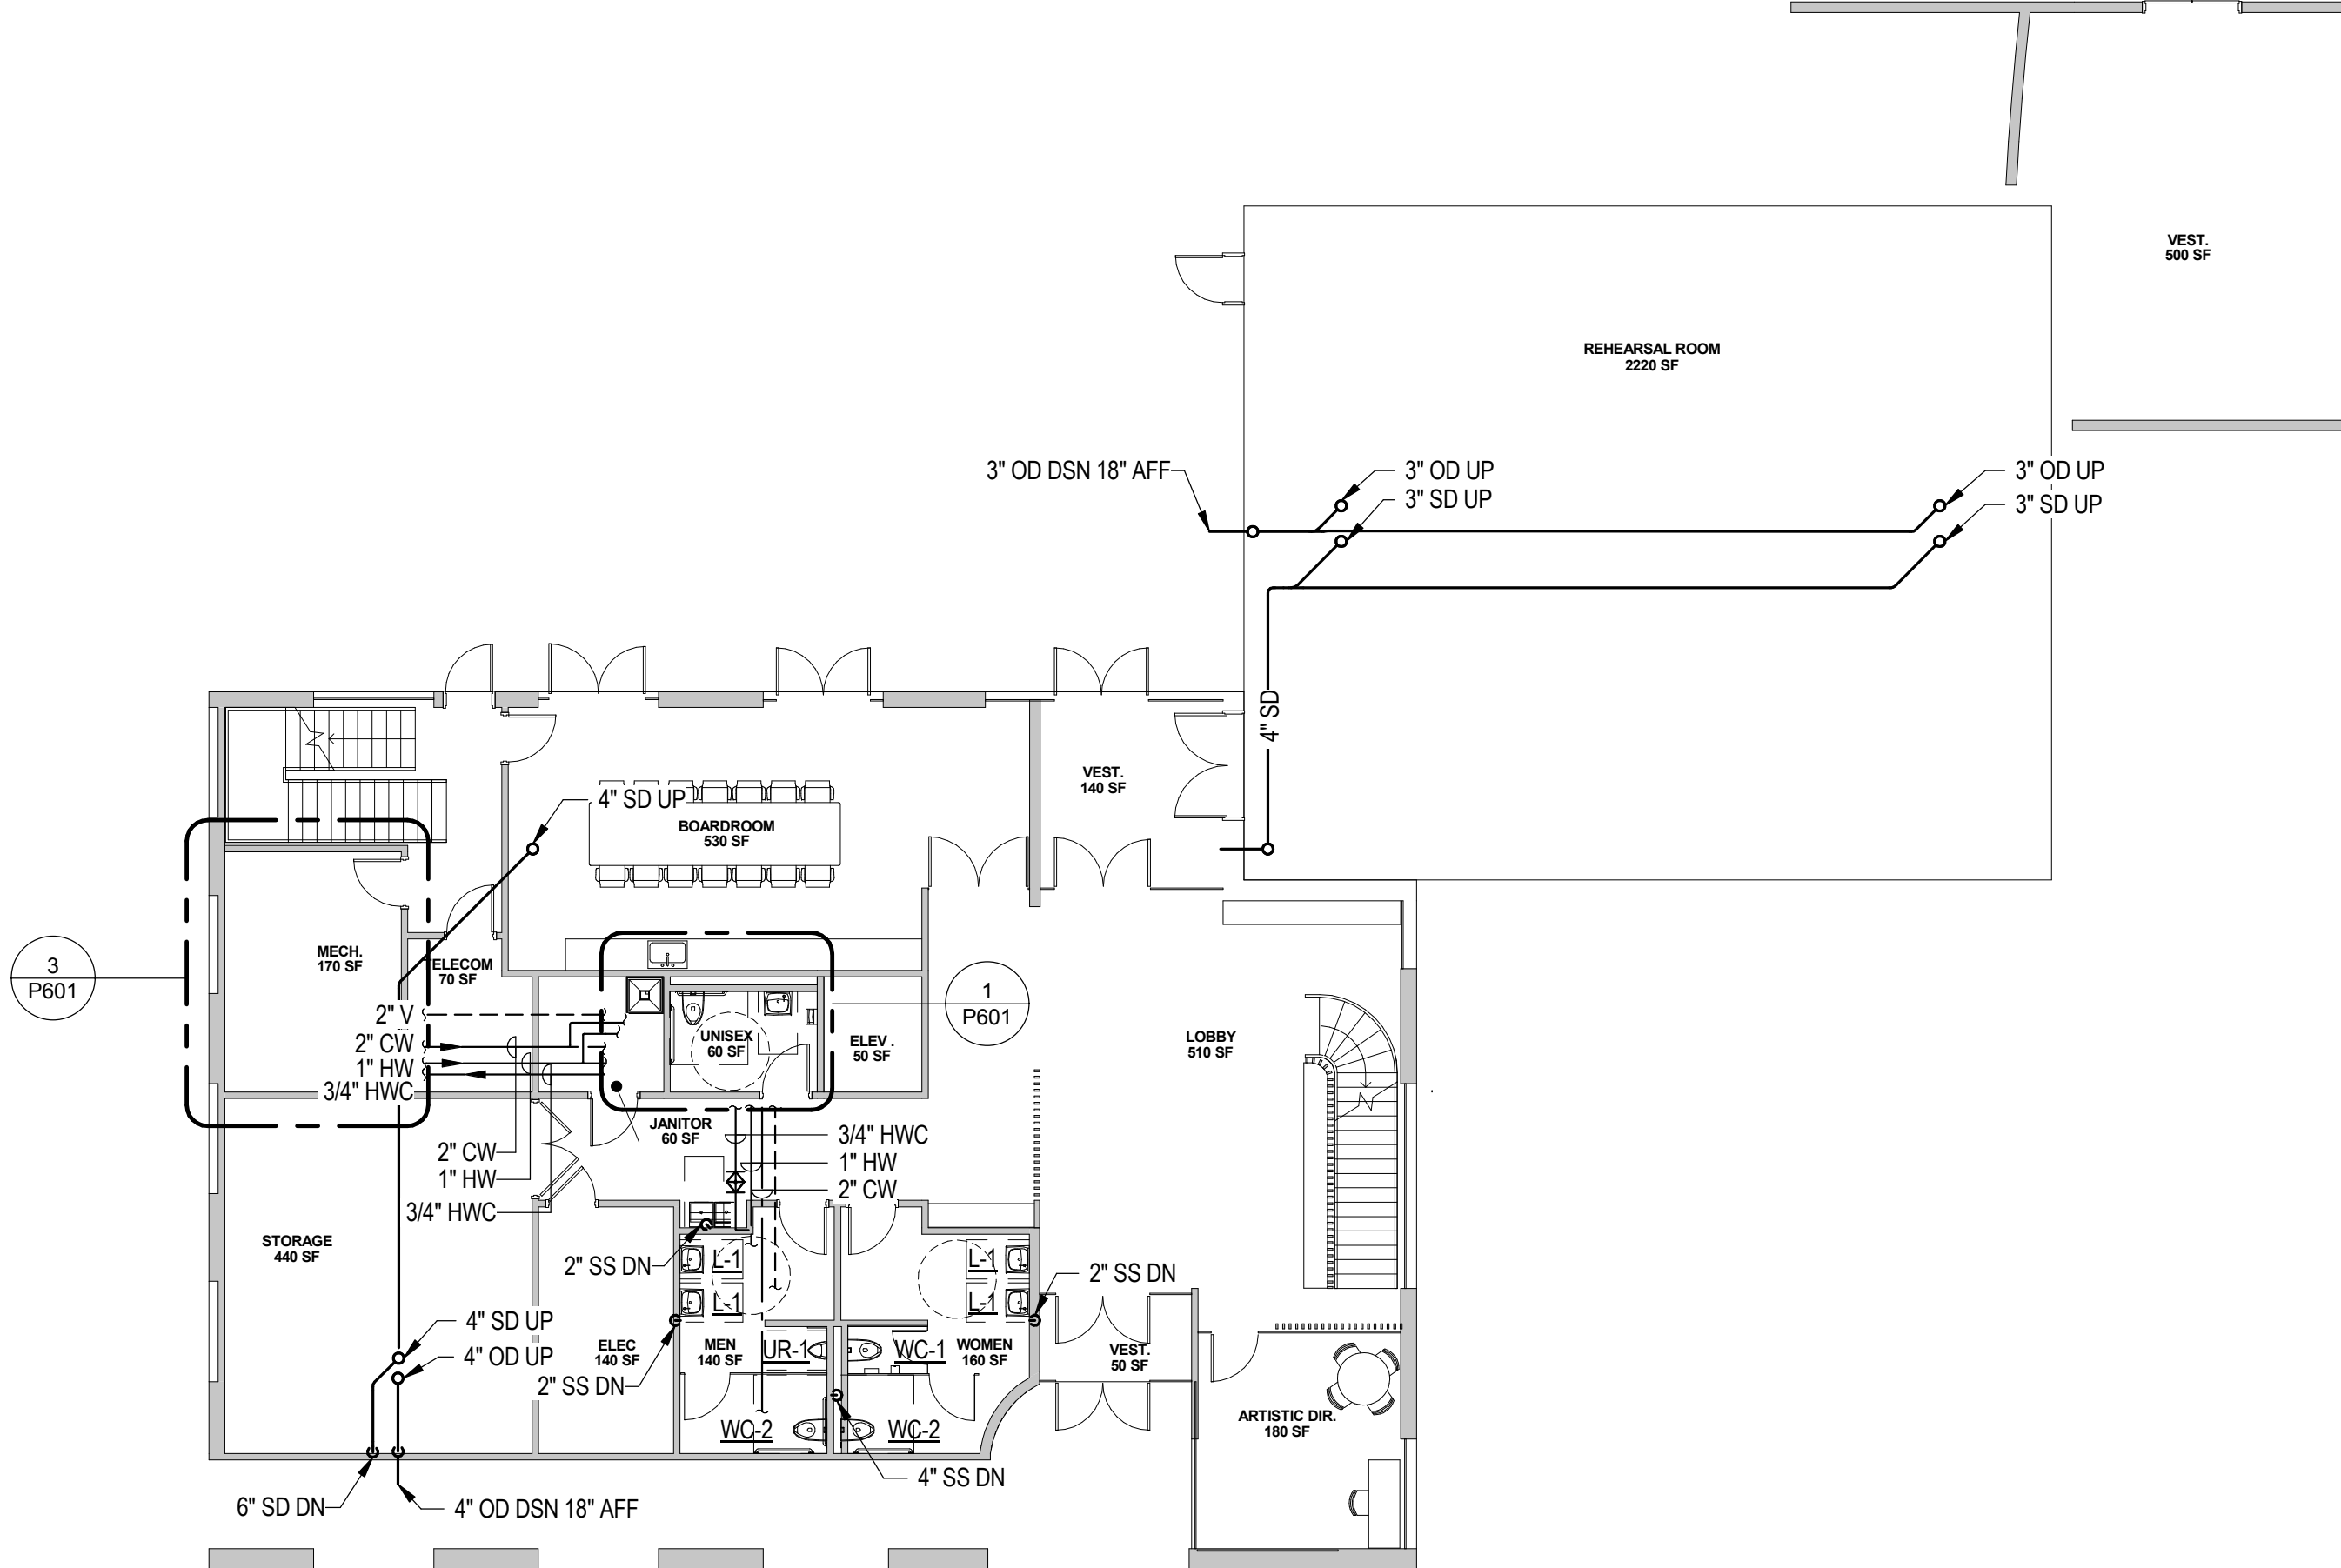 VEST.
500 SF
REHEARSAL ROOM
2220 SF
3" OD DSN 18" AFF
3" OD UP
3" SD UP
3" OD UP
3" SD UP
4" SD
VEST.
140 SF
4" SD UP
BOARDROOM
530 SF
MECH.
170 SF
TELECOM
70 SF
3
P601
1
P601
2" V
2" CW
1" HW
3/4" HWC
UNISEX
60 SF
ELEV.
50 SF
LOBBY
510 SF
JANITOR
60 SF
3/4" HWC
1" HW
2" CW
2" CW
1" HW
3/4" HWC
STORAGE
440 SF
2" SS DN
L-1
L-1
L-1
L-1
2" SS DN
4" SD UP
4" OD UP
ELEC
140 SF
MEN
140 SF
UR-1
WC-1
WOMEN
160 SF
VEST.
50 SF
2" SS DN
WC-2
WC-2
ARTISTIC DIR.
180 SF
4" SS DN
6" SD DN
4" OD DSN 18" AFF